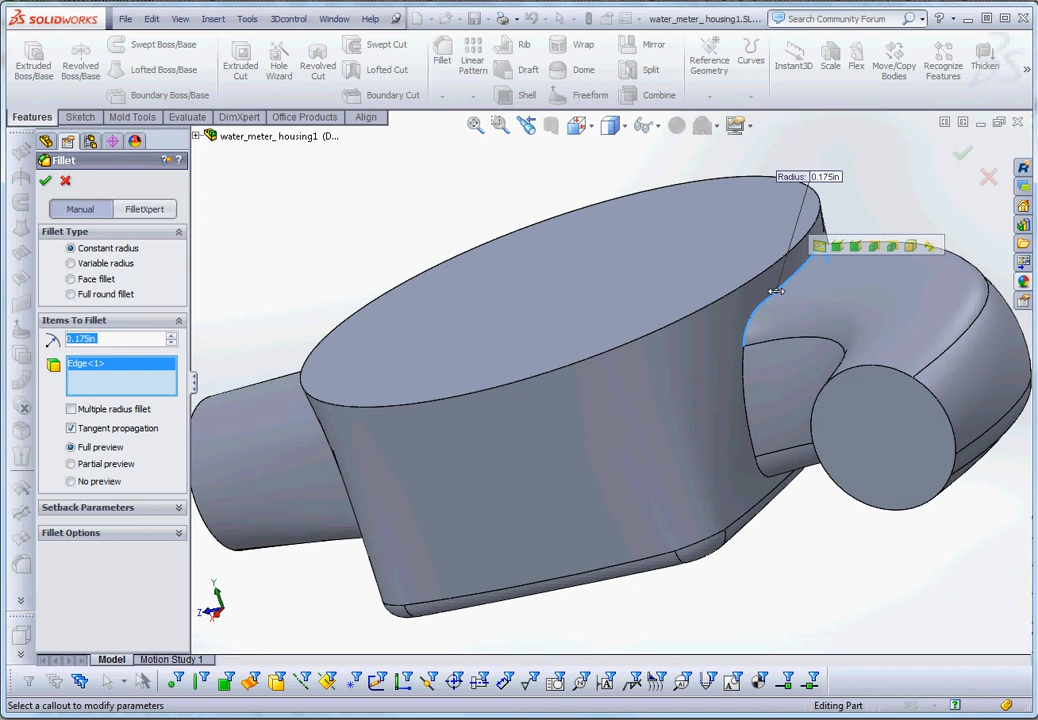 SOLIDWORKS File Edit View Insert Tools 3Dcontrol Window Help water_meter_housing1.SL... Search Community Forum
Extruded Boss/Base
Revolved Boss/Base
Swept Boss/Base
Lofted Boss/Base
Boundary Boss/Base
Extruded Cut
Hole Wizard
Revolved Cut
Swept Cut
Lofted Cut
Boundary Cut
Fillet
Linear Pattern
Rib
Draft
Shell
Wrap
Dome
Freeform
Mirror
Split
Combine
Reference Geometry
Curves
Instant3D
Scale
Flex
Move/Copy Bodies
Recognize Features
Thicken
Features Sketch Mold Tools Evaluate DimXpert Office Products Align
water_meter_ housing1 (D...
Fillet ?
Manual FilletXpert
Fillet Type
Constant radius
Variable radius
Face fillet
Full round fillet
Items To Fillet
0.175in
Edge<1>
Multiple radius fillet
Tangent propagation
Full preview
Partial preview
No preview
Setback Parameters
Fillet Options
Radius: 0.175in
Y
Z
X
Model Motion Study 1
Select a callout to modify parameters Editing Part IPS